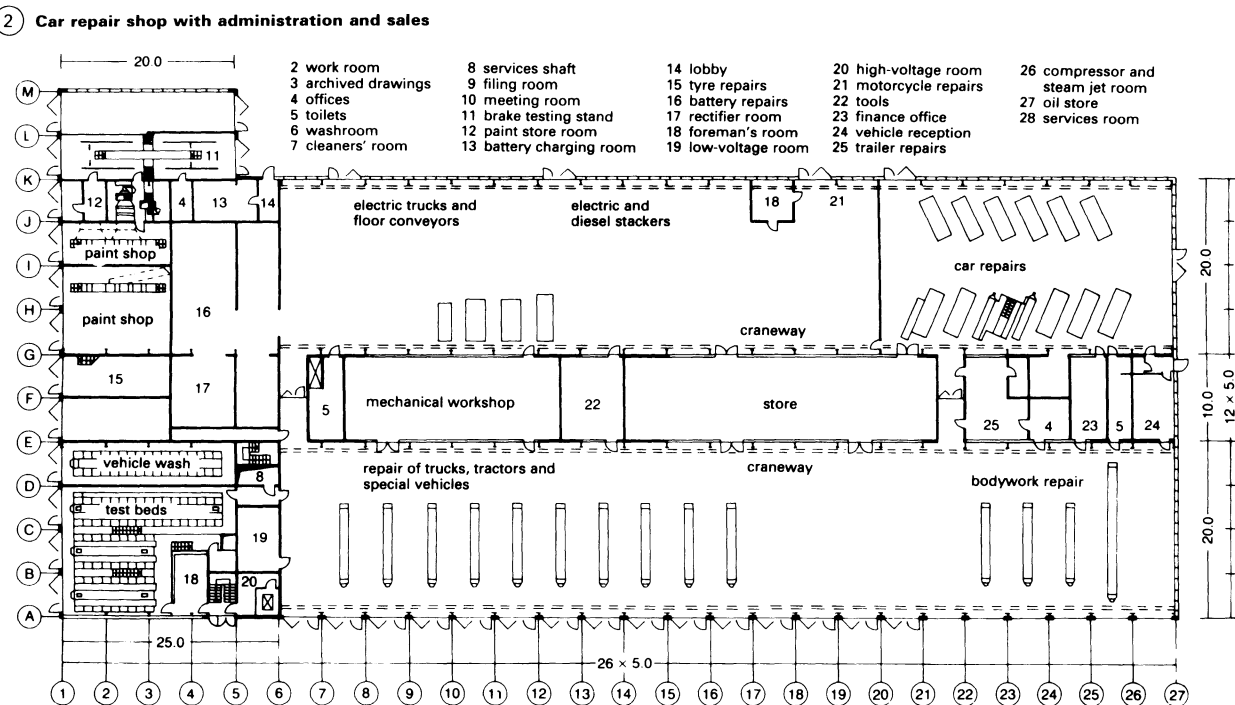 2 Car repair shop with administration and sales
20.0
2 work room
3 archived drawings
4 offices
5 toilets
6 washroom
7 cleaners' room
8 services shaft
9 filing room
10 meeting room
11 brake testing stand
12 paint store room
13 battery charging room
14 lobby
15 tyre repairs
16 battery repairs
17 rectifier room
18 foreman's room
19 low-voltage room
20 high-voltage room
21 motorcycle repairs
22 tools
23 finance office
24 vehicle reception
25 trailer repairs
26 compressor and
steam jet room
27 oil store
28 services room
M
L
K
J
I
H
G
F
E
D
C
B
A
11
12
4
13
14
paint shop
paint shop
16
15
17
electric trucks and
floor conveyors
electric and
diesel stackers
18
21
car repairs
craneway
5
mechanical workshop
22
store
25
4
23
5
24
vehicle wash
8
test beds
19
18
20
repair of trucks, tractors and
special vehicles
craneway
bodywork repair
20.0
10.0
12 × 5.0
20.0
25.0
26 × 5.0
1 2 3 4 5 6 7 8 9 10 11 12 13 14 15 16 17 18 19 20 21 22 23 24 25 26 27